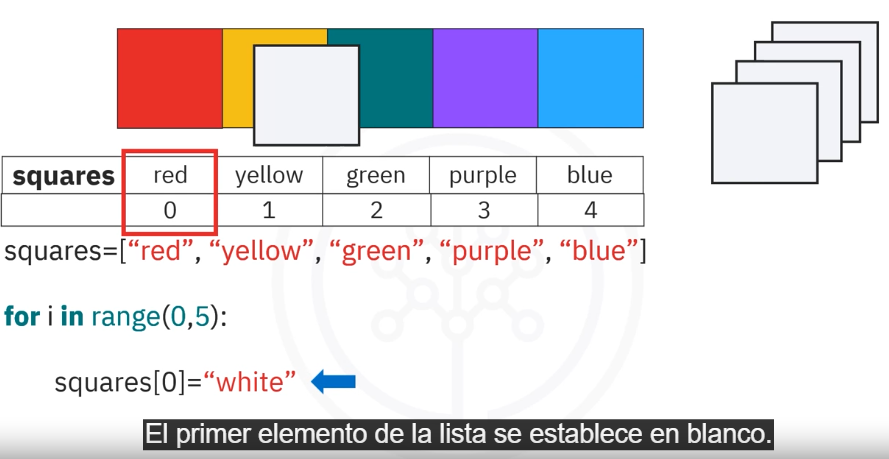 squares red yellow green purple blue
0 1 2 3 4
squares=[“red”, “yellow”, “green”, “purple”, “blue”]
for i in range(0,5):
squares[0]=“white”
El primer elemento de la lista se establece en blanco.